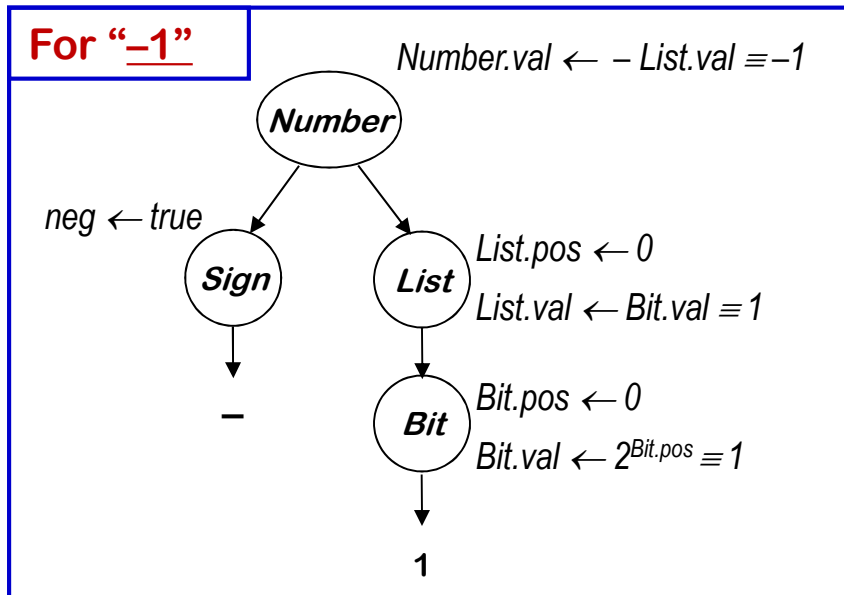 For “–1”
Number.val ← – List.val ≡ –1
Number
neg ← true
Sign
List
List.pos ← 0
List.val ← Bit.val ≡ 1
–
Bit
Bit.pos ← 0
Bit.val ← 2^Bit.pos ≡ 1
1